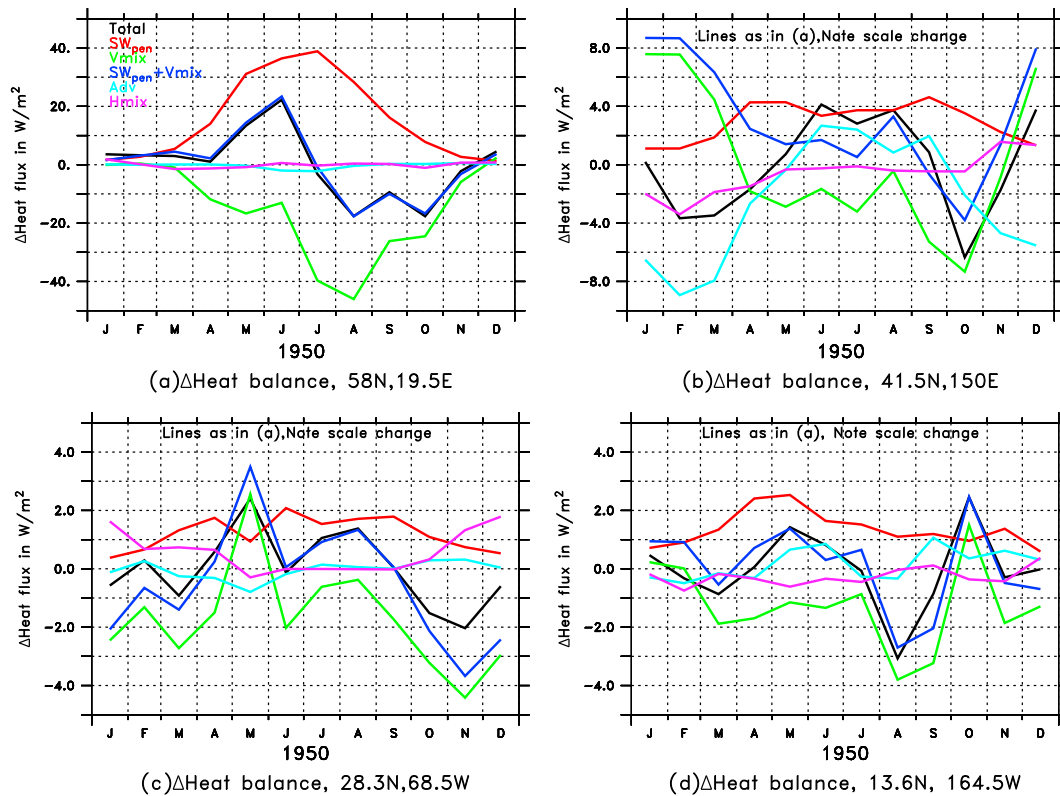 Total
SWpen
Vmix
SWpen+Vmix
Adv
Hmix
ΔHeat flux in W/m²
40.
20.
0.
-20.
-40.
J F M A M J J A S O N D
1950
(a)ΔHeat balance, 58N,19.5E
Lines as in (a),Nate scale change
ΔHeat flux in W/m²
8.0
4.0
0.0
-4.0
-8.0
J F M A M J J A S O N D
1950
(b)ΔHeat balance, 41.5N,150E
Lines as in (a),Note scale change
ΔHeat flux in W/m²
4.0
2.0
0.0
-2.0
-4.0
J F M A M J J A S O N D
1950
(c)ΔHeat balance, 28.3N,68.5W
Lines as in (a), Note scale change
ΔHeat flux in W/m²
4.0
2.0
0.0
-2.0
-4.0
J F M A M J J A S O N D
1950
(d)ΔHeat balance, 13.6N, 164.5W